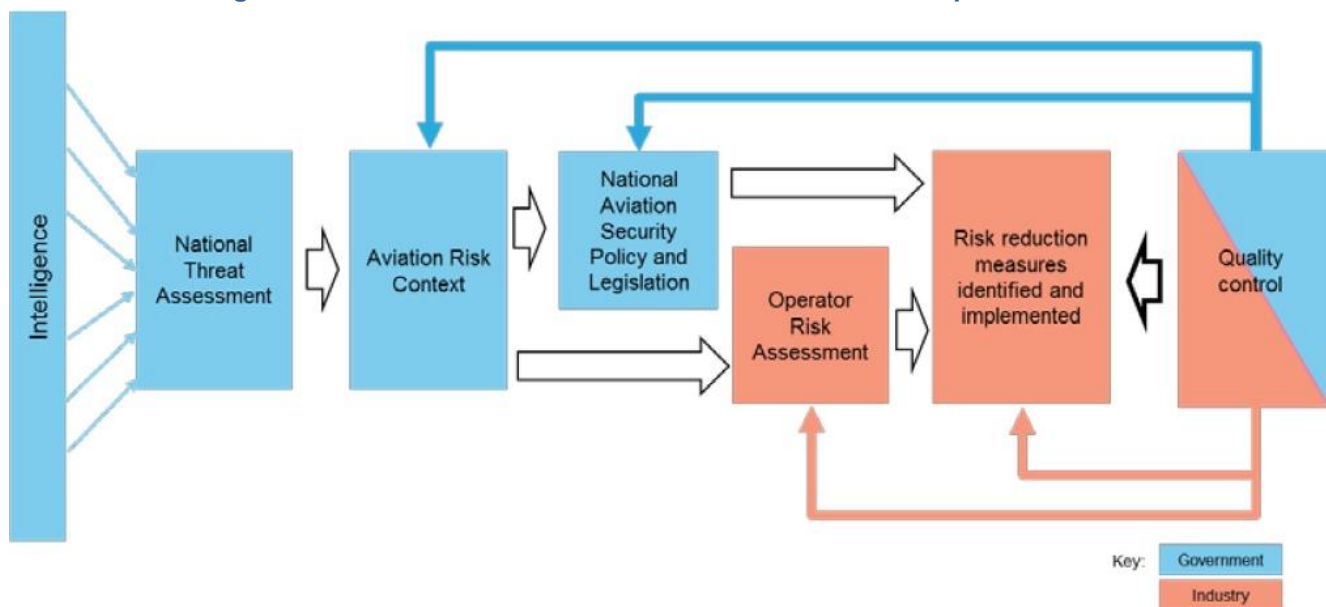 Intelligence
National
Threat
Assessment
Aviation Risk
Context
National
Aviation
Security
Policy and
Legislation
Operator
Risk
Assessment
Risk reduction
measures
identified and
implemented
Quality
control
Key:
Government
Industry